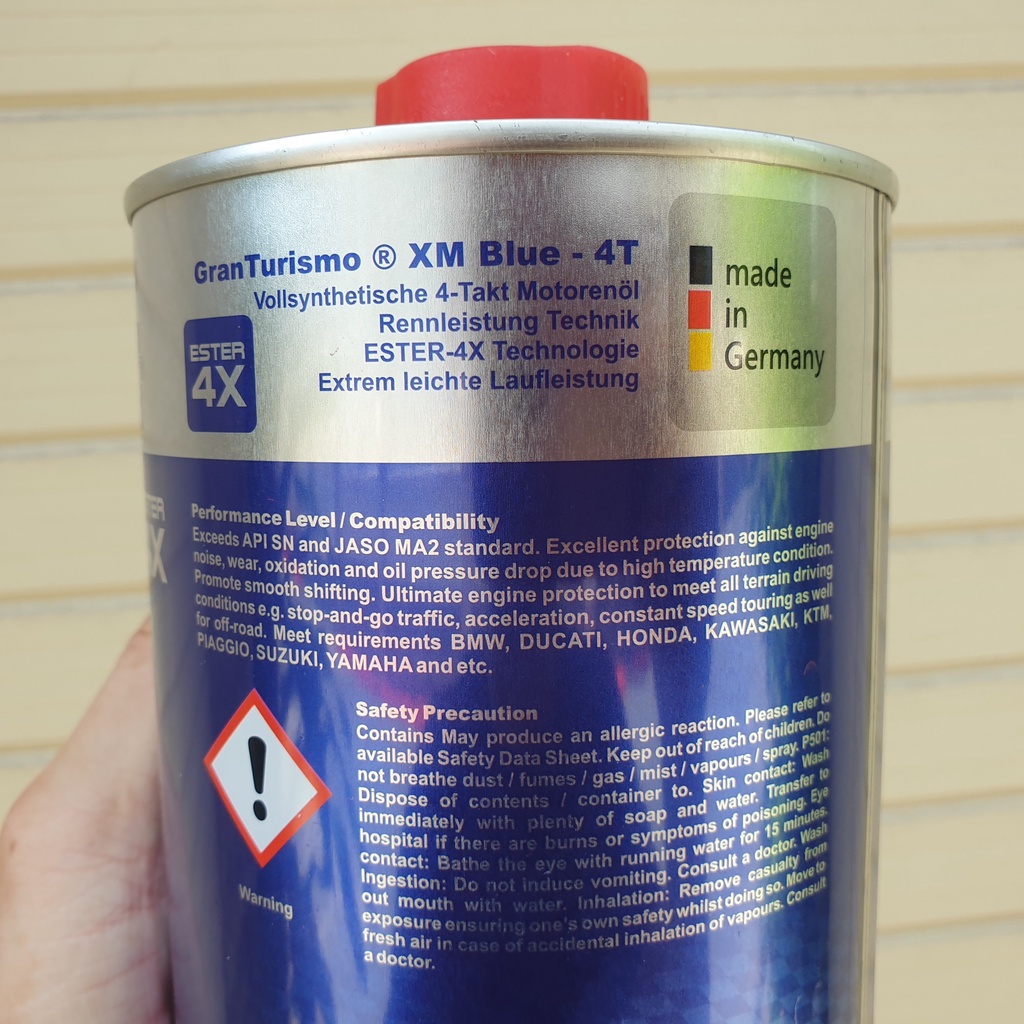 GranTurismo ® XM Blue - 4T
Vollsynthetische 4-Takt Motorenöl
Rennleistung Technik
ESTER-4X Technologie
Extrem leichte Laufleistung
ESTER
4X
made
in
Germany
Performance Level / Compatibility
Exceeds API SN and JASO MA2 standard. Excellent protection against engine
noise, wear, oxidation and oil pressure drop due to high temperature condition.
Promote smooth shifting. Ultimate engine protection to meet all terrain driving
conditions e.g. stop-and-go traffic, acceleration, constant speed touring as well
for off-road. Meet requirements BMW, DUCATI, HONDA, KAWASAKI, KTM,
PIAGGIO, SUZUKI, YAMAHA and etc.
Safety Precaution
Contains May produce an allergic reaction. Please refer to
available Safety Data Sheet. Keep out of reach of children. Do
not breathe dust / fumes / gas / mist / vapours / spray. P501:
Dispose of contents / container to. Skin contact: Wash
immediately with plenty of soap and water. Transfer to
hospital if there are burns or symptoms of poisoning. Eye
contact: Bathe the eye with running water for 15 minutes.
Ingestion: Do not induce vomiting. Consult a doctor. Wash
out mouth with water. Inhalation: Remove casualty from
exposure ensuring one's own safety whilst doing so. Move to
fresh air in case of accidental inhalation of vapours. Consult
a doctor.
Warning